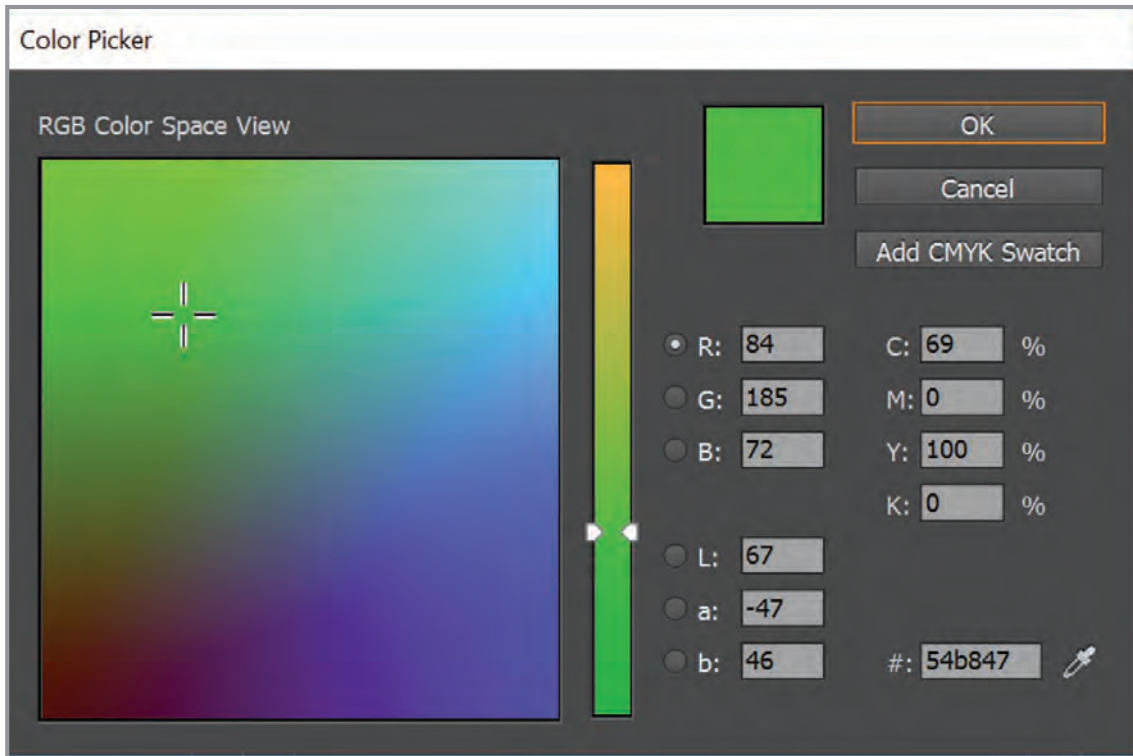 Color Picker
RGB Color Space View
OK
Cancel
Add CMYK Swatch
R: 84 C: 69 %
G: 185 M: 0 %
B: 72 Y: 100 %
K: 0 %
L: 67
a: -47
b: 46 #: 54b847